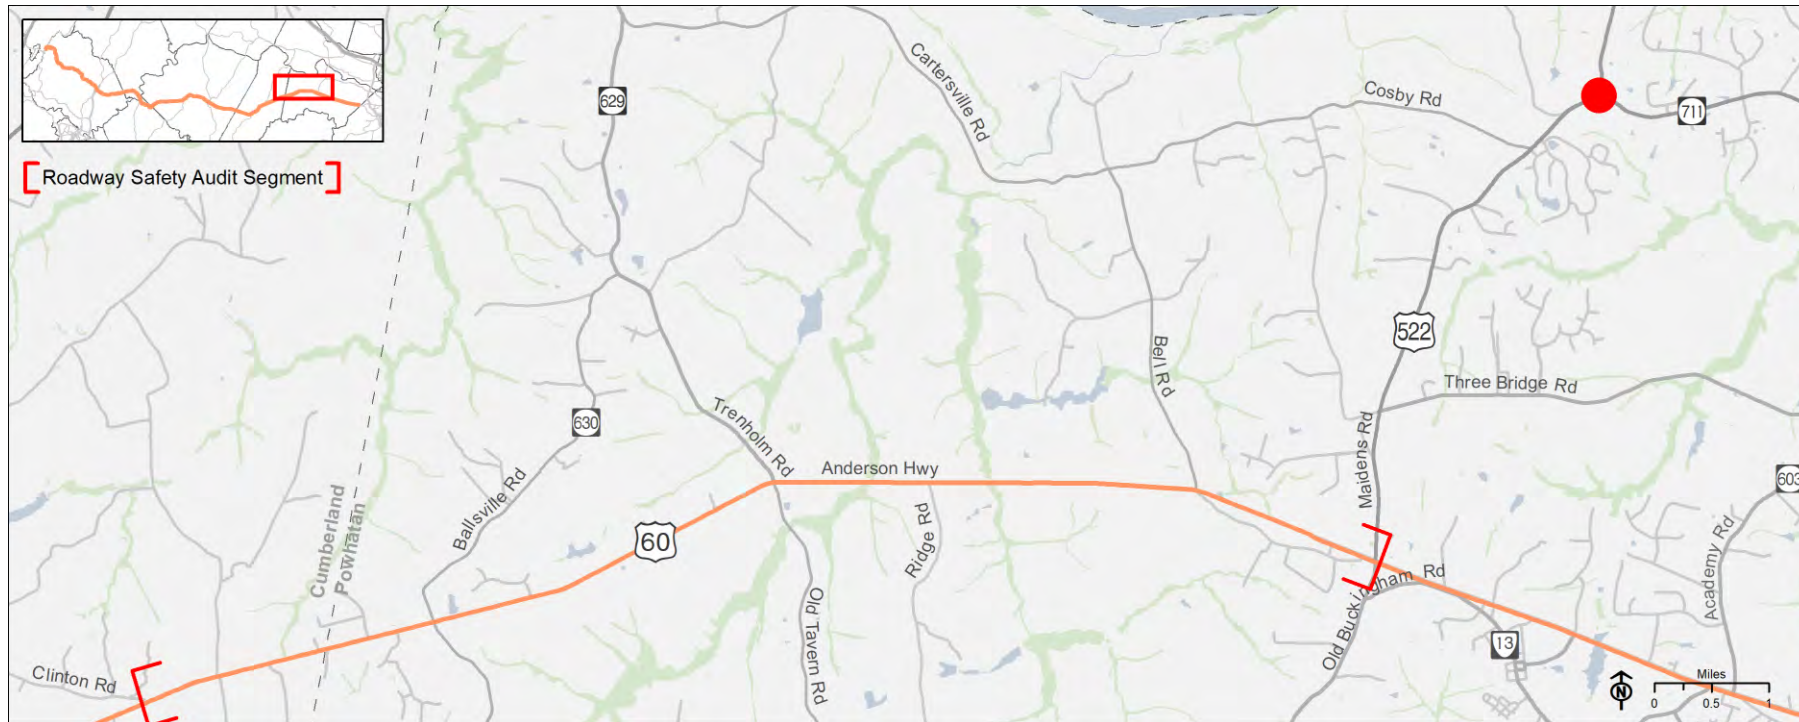 629
Cartersville Rd
Cosby Rd
711
Roadway Safety Audit Segment
522
Bell Rd
Three Bridge Rd
630
Trenholm Rd
Maidens Rd
Anderson Hwy
603
Ballsville Rd
Cumberland
Powhatan
60
Ridge Rd
Academy Rd
Old Buckingham Rd
Old Tavern Rd
13
Clinton Rd
Miles
N
0 0.5 1